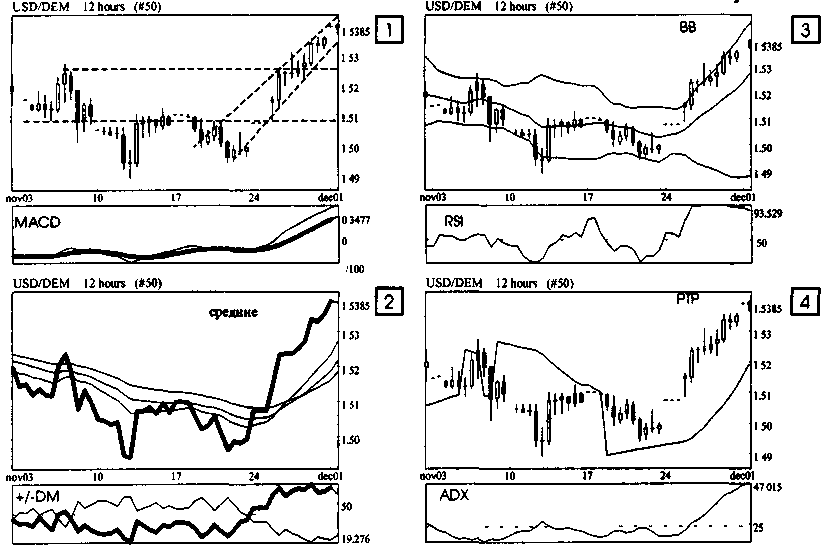 USD/DEM 12 hours (#50)
1
1 5385
1 53
1 52
1 51
1 50
1 49
nov03 10 17 24 dec01
MACD
0 3477
0
/100
USD/DEM 12 hours (#50)
3
BB
1 5385
1.53
1.52
1 51
1.50
1 49
nov03 10 17 24 dec01
RSI
93.529
50
USD/DEM 12 hours (#50)
2
средние
1 5385
1 53
1 52
1 51
1 50
nov03 10 17 24 dec01
+/-DM
50
19.276
USD/DEM 12 hours (#50)
4
PTP
1 5385
1 53
1 52
1 51
1 50
1 49
nov03 10 17 24 dec01
ADX
47 015
25